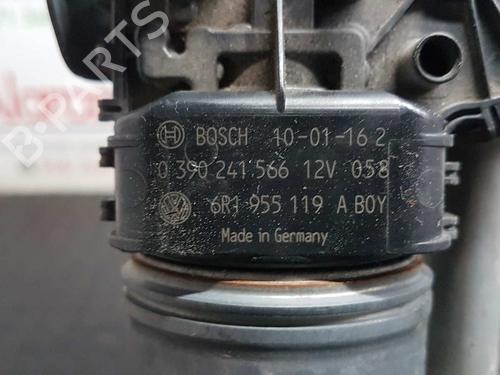 BOSCH 10-01-16 2
0 390 241 566 12V 058
6R1 955 119 A BOY
Made in Germany
B-PARTS